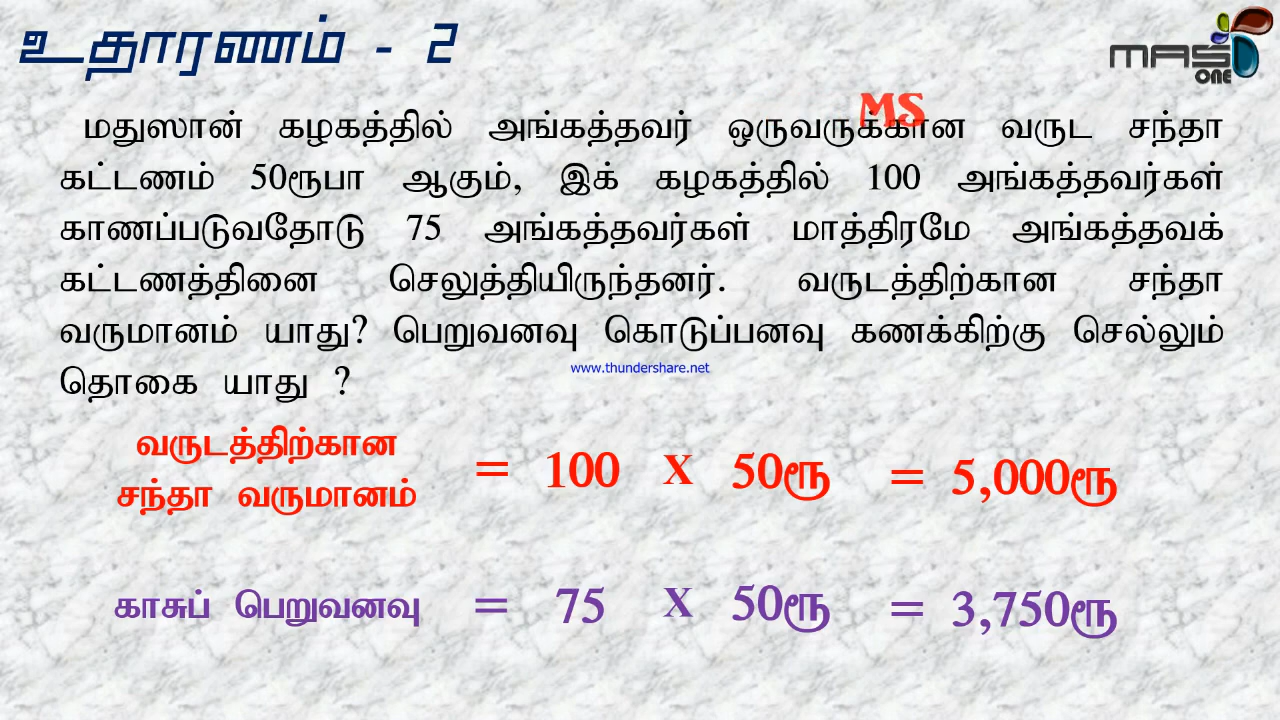 உதாரணம் - 2
MAS
ONE
MS
மதுஸான் கழகத்தில் அங்கத்தவர் ஒருவருக்கான வருட சந்தா
கட்டணம் 50ரூபா ஆகும், இக் கழகத்தில் 100 அங்கத்தவர்கள்
காணப்படுவதோடு 75 அங்கத்தவர்கள் மாத்திரமே அங்கத்தவக்
கட்டணத்தினை செலுத்தியிருந்தனர். வருடத்திற்கான சந்தா
வருமானம் யாது? பெறுவனவு கொடுப்பனவு கணக்கிற்கு செல்லும்
www.thundershare.net
தொகை யாது ?
வருடத்திற்கான
சந்தா வருமானம் = 100 X 50ரூ = 5,000ரூ
காசுப் பெறுவனவு = 75 X 50ரூ = 3,750ரூ